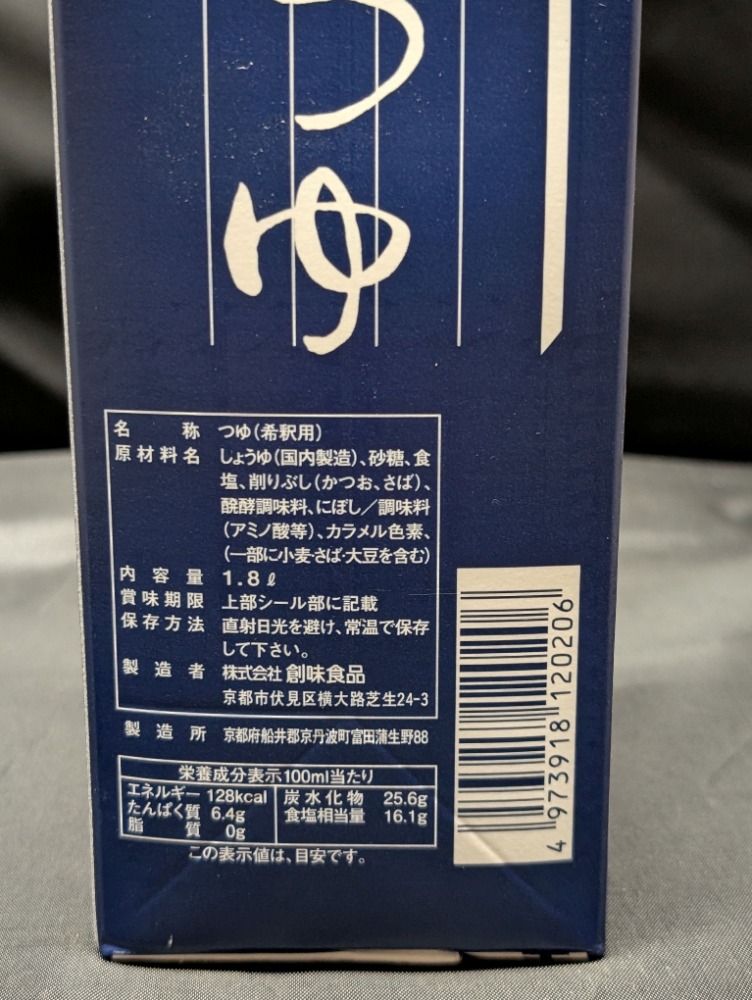 つゆ
名称 つゆ(希釈用)
原材料名 しょうゆ(国内製造)、砂糖、食
塩、削りぶし(かつお、さば)、
醗酵調味料、にぼし／調味料
(アミノ酸等)、カラメル色素、
(一部に小麦・さば・大豆を含む)
内容量 1.8ℓ
賞味期限 上部シール部に記載
保存方法 直射日光を避け、常温で保存
して下さい。
製造者 株式会社 創味食品
京都市伏見区横大路芝生24-3
製造所 京都府船井郡京丹波町富田蒲生野88
栄養成分表示100ml当たり
エネルギー 128kcal 炭水化物 25.6g
たんぱく質 6.4g 食塩相当量 16.1g
脂質 0g
この表示値は、目安です。
4 973918 120206